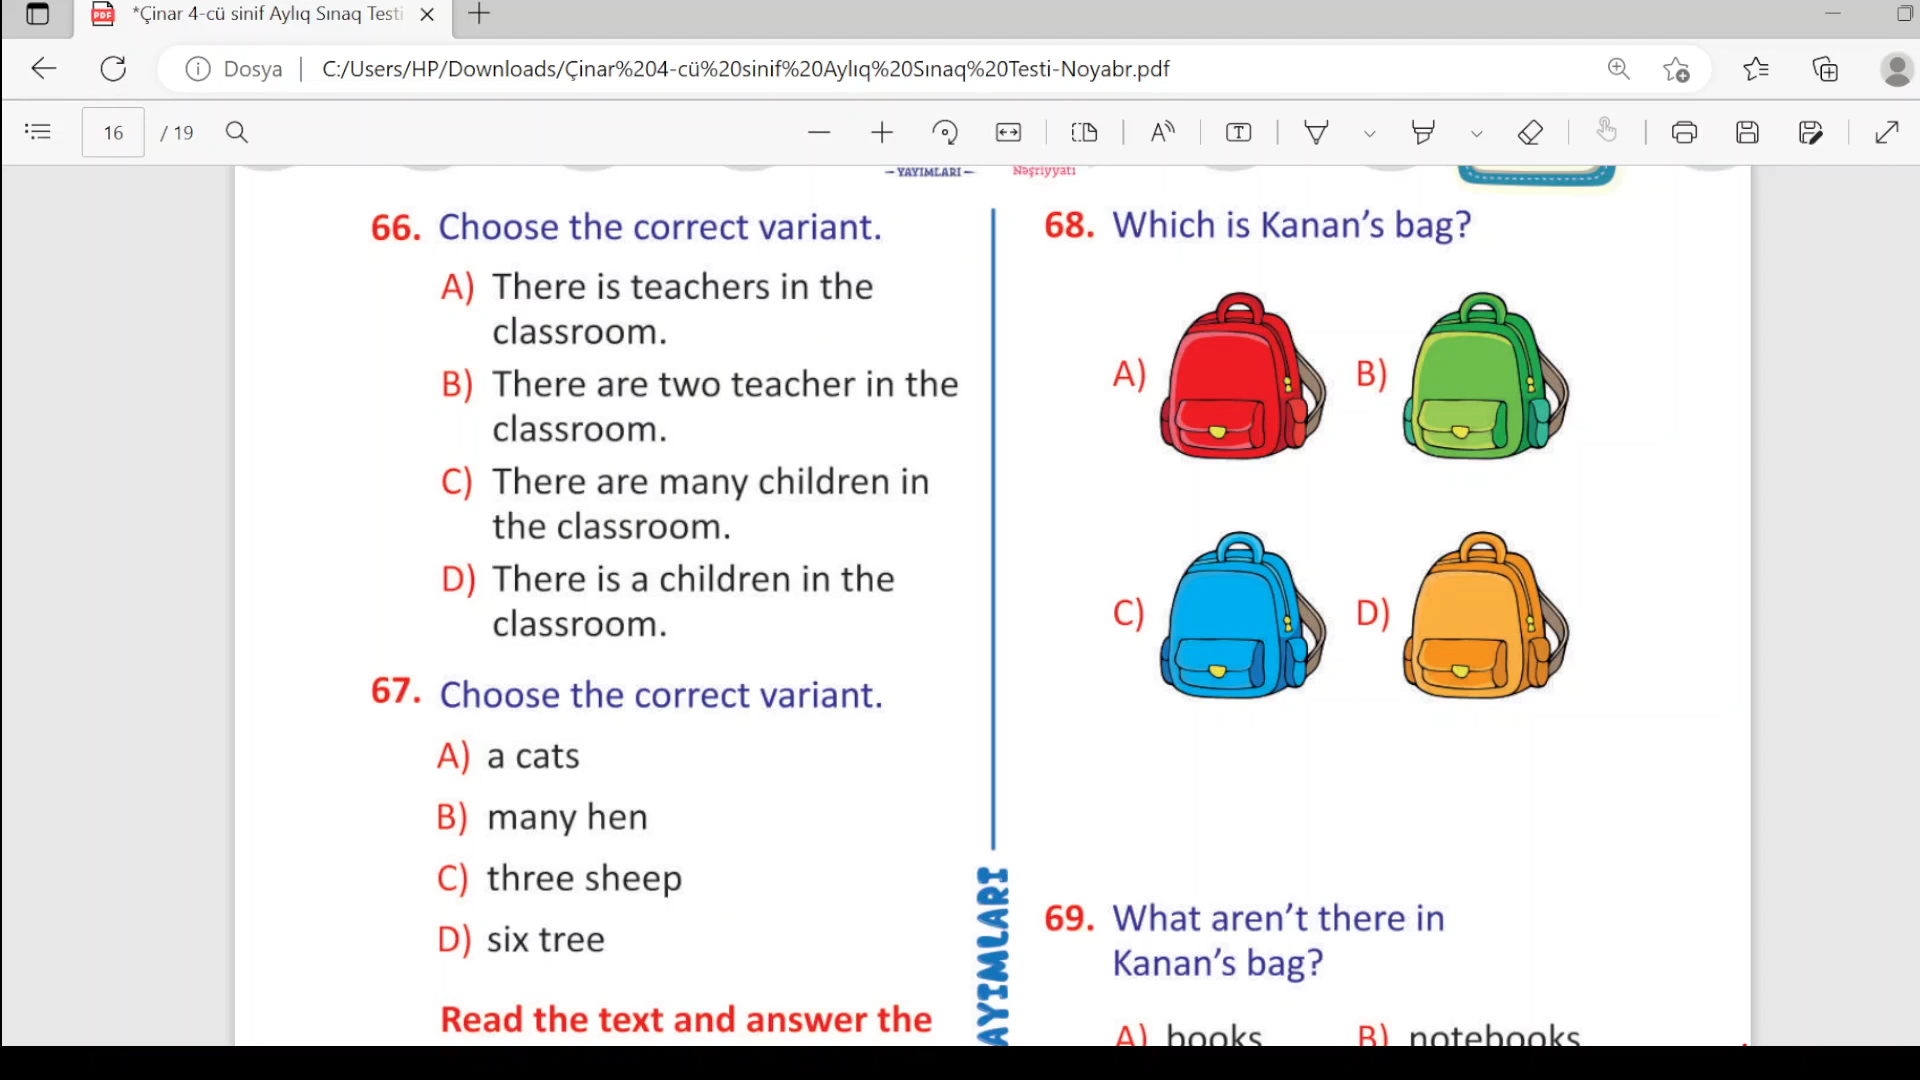 *Çinar 4-cü sinif Aylıq Sınaq Testi
PDF
Dosya
C:/Users/HP/Downloads/Çinar%204-cü%20sinif%20Aylıq%20Sınaq%20Testi-Noyabr.pdf
16 / 19
YAYIMLARI
Nəşriyyatı
66. Choose the correct variant.
A) There is teachers in the
classroom.
B) There are two teacher in the
classroom.
C) There are many children in
the classroom.
D) There is a children in the
classroom.
67. Choose the correct variant.
A) a cats
B) many hen
C) three sheep
D) six tree
Read the text and answer the
AYIMLARI
68. Which is Kanan’s bag?
A)
B)
C)
D)
69. What aren’t there in
Kanan’s bag?
A) books B) notebooks